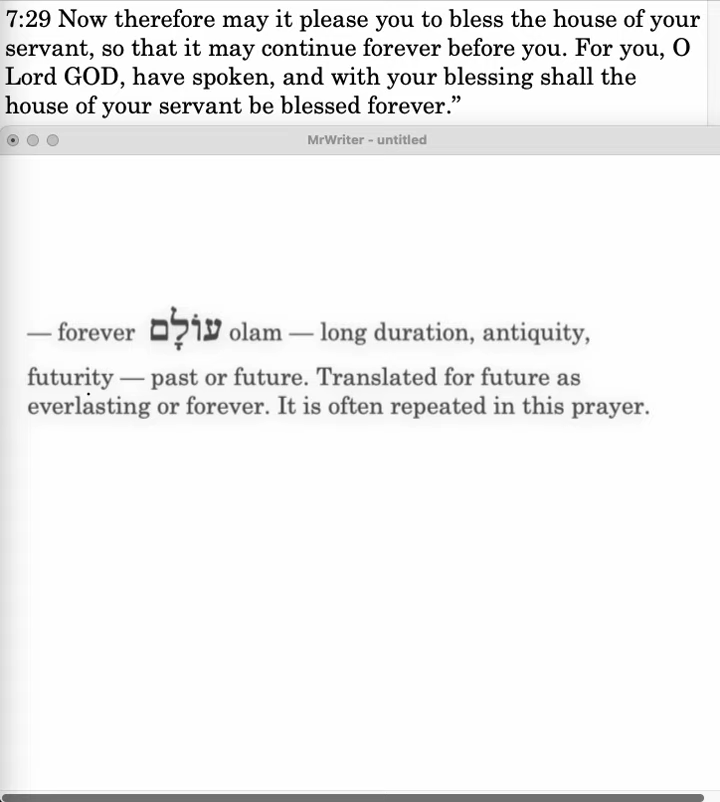 7:29 Now therefore may it please you to bless the house of your
servant, so that it may continue forever before you. For you, O
Lord GOD, have spoken, and with your blessing shall the
house of your servant be blessed forever.”
MrWriter - untitled
— forever עוֹלָם olam — long duration, antiquity,
futurity — past or future. Translated for future as
everlasting or forever. It is often repeated in this prayer.